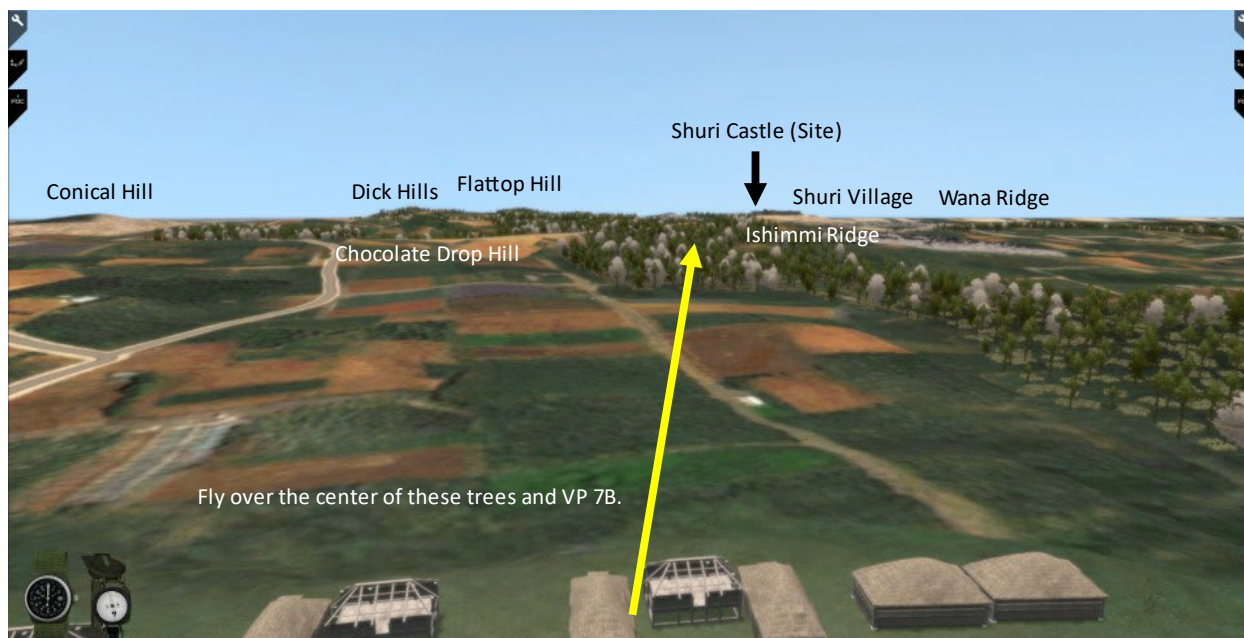 Shuri Castle (Site)
Conical Hill
Dick Hills
Flattop Hill
Shuri Village
Wana Ridge
Chocolate Drop Hill
Ishimmi Ridge
Fly over the center of these trees and VP 7B.